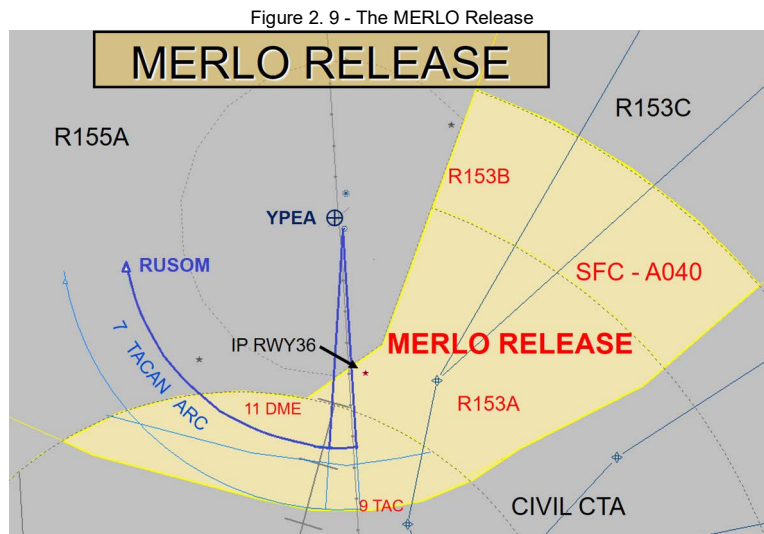 Figure 2. 9 - The MERLO Release
MERLO RELEASE
R153C
R155A
R153B
YPEA
RUSOM
SFC - A040
IP RWY36
MERLO RELEASE
7 TACAN ARC
11 DME
R153A
9 TAC
CIVIL CTA